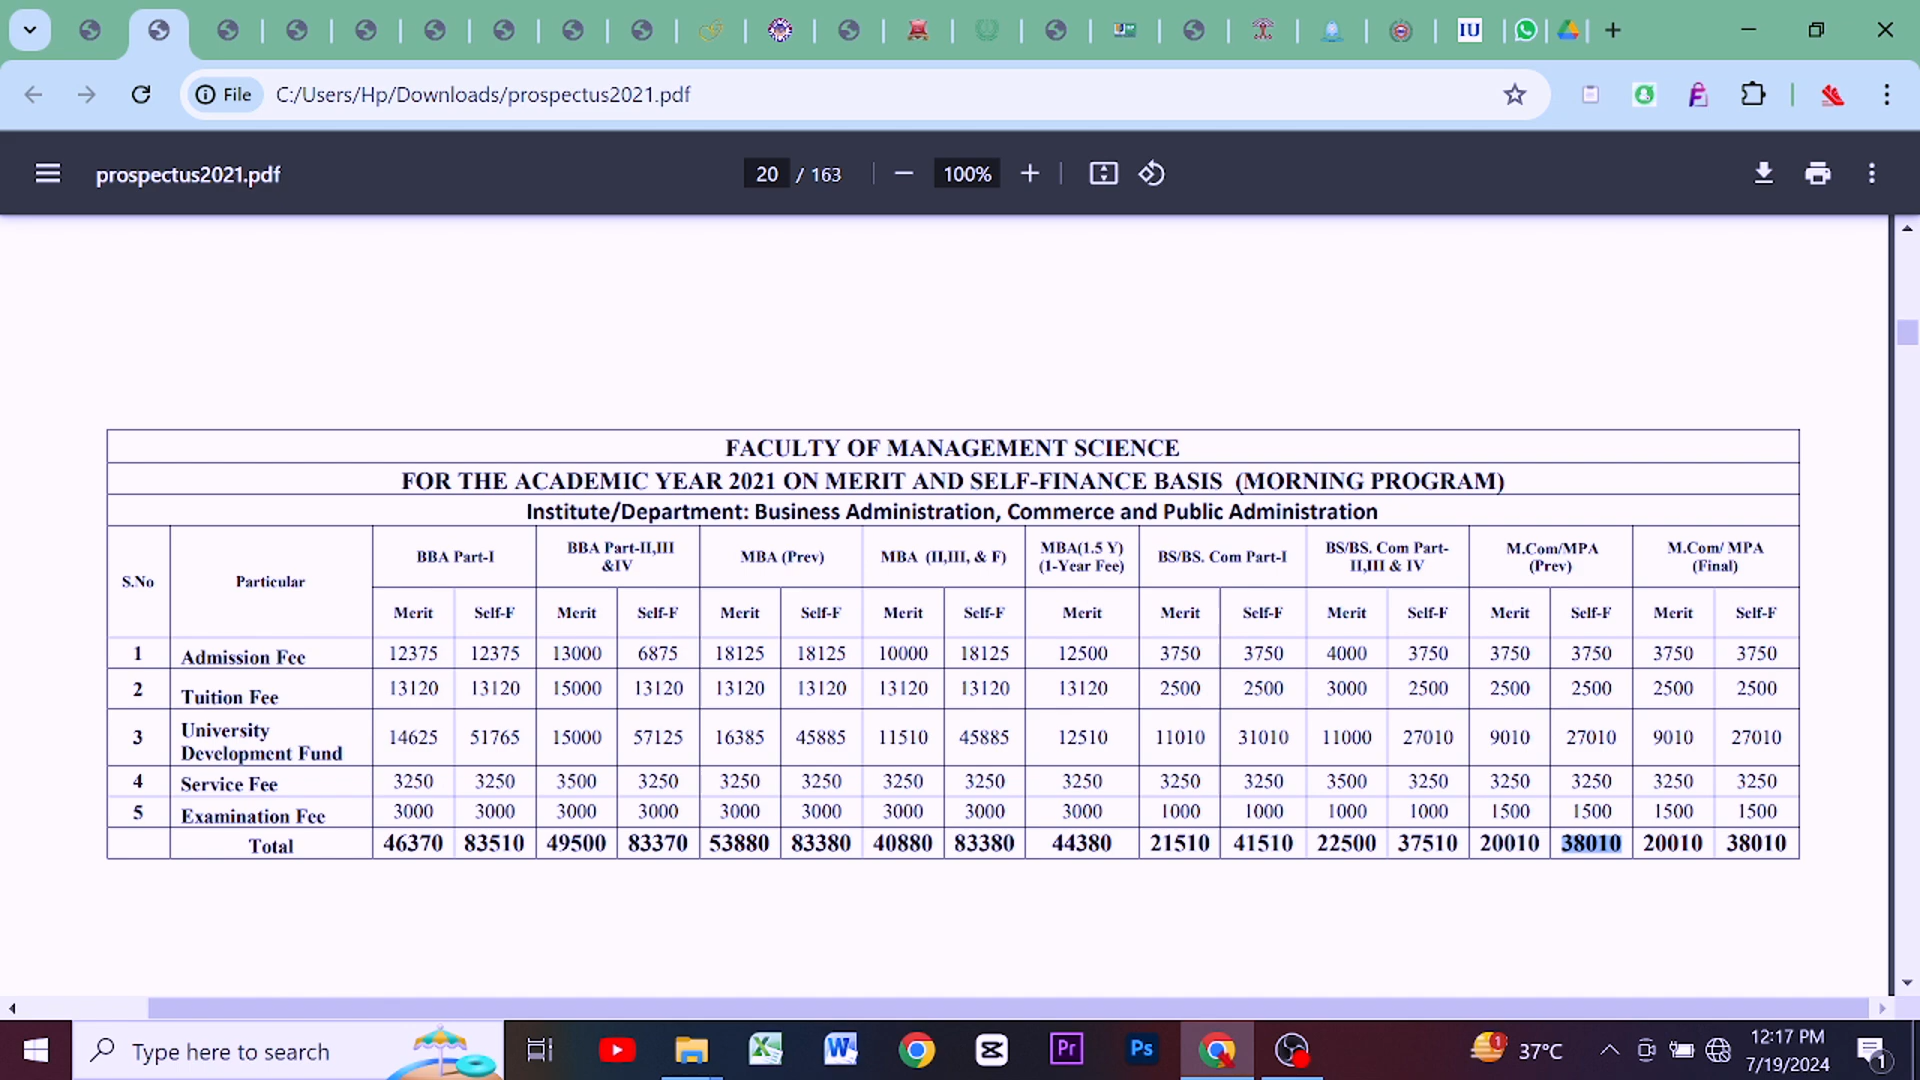 IU
File
C:/Users/Hp/Downloads/prospectus2021.pdf
prospectus2021.pdf
20 / 163
100%
FACULTY OF MANAGEMENT SCIENCE
FOR THE ACADEMIC YEAR 2021 ON MERIT AND SELF-FINANCE BASIS (MORNING PROGRAM)
Institute/Department: Business Administration, Commerce and Public Administration
S.No Particular BBA Part-I BBA Part-II,III &IV MBA (Prev) MBA (II,III, & F) MBA(1.5 Y) (1-Year Fee) BS/BS. Com Part-I BS/BS. Com Part-II,III & IV M.Com/MPA (Prev) M.Com/ MPA (Final)
Merit Self-F Merit Self-F Merit Self-F Merit Self-F Merit Merit Self-F Merit Self-F Merit Self-F Merit Self-F
1 Admission Fee 12375 12375 13000 6875 18125 18125 10000 18125 12500 3750 3750 4000 3750 3750 3750 3750 3750
2 Tuition Fee 13120 13120 15000 13120 13120 13120 13120 13120 13120 2500 2500 3000 2500 2500 2500 2500 2500
3 University Development Fund 14625 51765 15000 57125 16385 45885 11510 45885 12510 11010 31010 11000 27010 9010 27010 9010 27010
4 Service Fee 3250 3250 3500 3250 3250 3250 3250 3250 3250 3250 3250 3500 3250 3250 3250 3250 3250
5 Examination Fee 3000 3000 3000 3000 3000 3000 3000 3000 3000 1000 1000 1000 1000 1500 1500 1500 1500
Total 46370 83510 49500 83370 53880 83380 40880 83380 44380 21510 41510 22500 37510 20010 38010 20010 38010
Type here to search
Pr
Ps
1
37°C
12:17 PM
7/19/2024
1